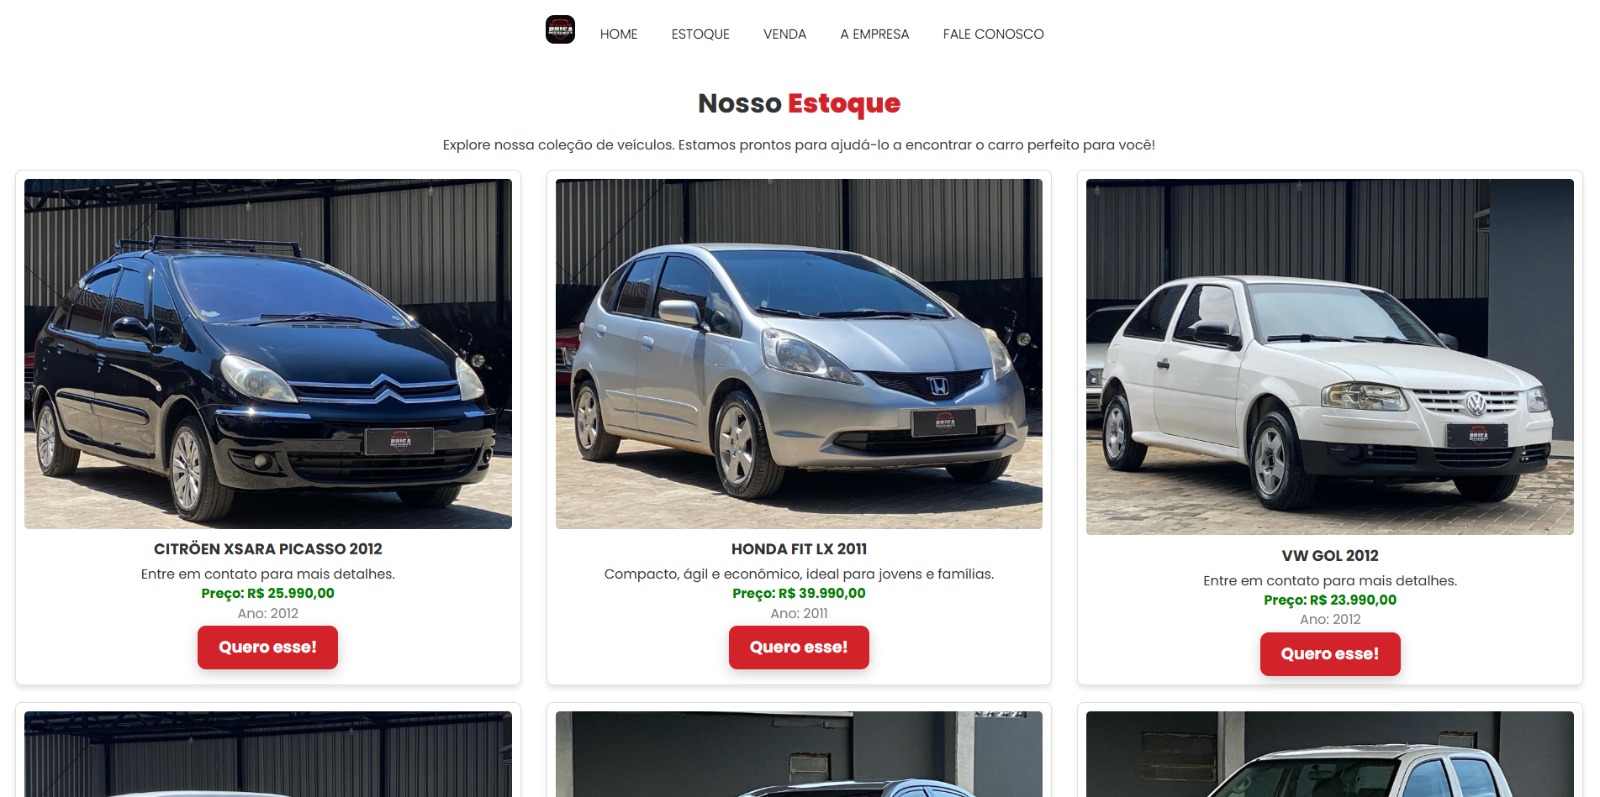 HOME ESTOQUE VENDA A EMPRESA FALE CONOSCO
Nosso Estoque
Explore nossa coleção de veículos. Estamos prontos para ajudá-lo a encontrar o carro perfeito para você!
CITRÖEN XSARA PICASSO 2012
Entre em contato para mais detalhes.
Preço: R$ 25.990,00
Ano: 2012
Quero esse!
HONDA FIT LX 2011
Compacto, ágil e econômico, ideal para jovens e famílias.
Preço: R$ 39.990,00
Ano: 2011
Quero esse!
VW GOL 2012
Entre em contato para mais detalhes.
Preço: R$ 23.990,00
Ano: 2012
Quero esse!